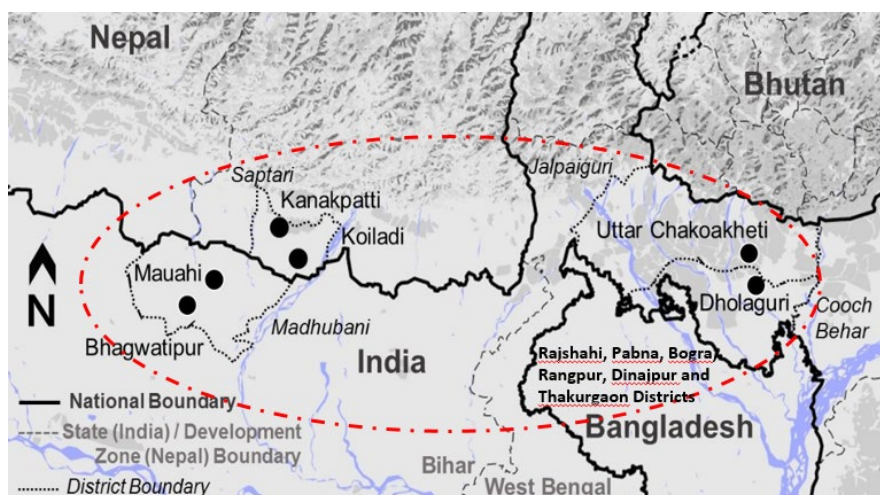 Nepal
Bhutan
Saptari
Jalpaiguri
Kanakpatti
Koiladi
Uttar Chakoakheti
Mauahi
N
Dholaguri
Cooch
Behar
Madhubani
Bhagwatipur
India
Rajshahi, Pabna, Bogra,
Rangpur, Dinajpur and
Thakurgaon Districts
National Boundary
Bangladesh
State (India) / Development
Zone (Nepal) Boundary
Bihar
West Bengal
District Boundary